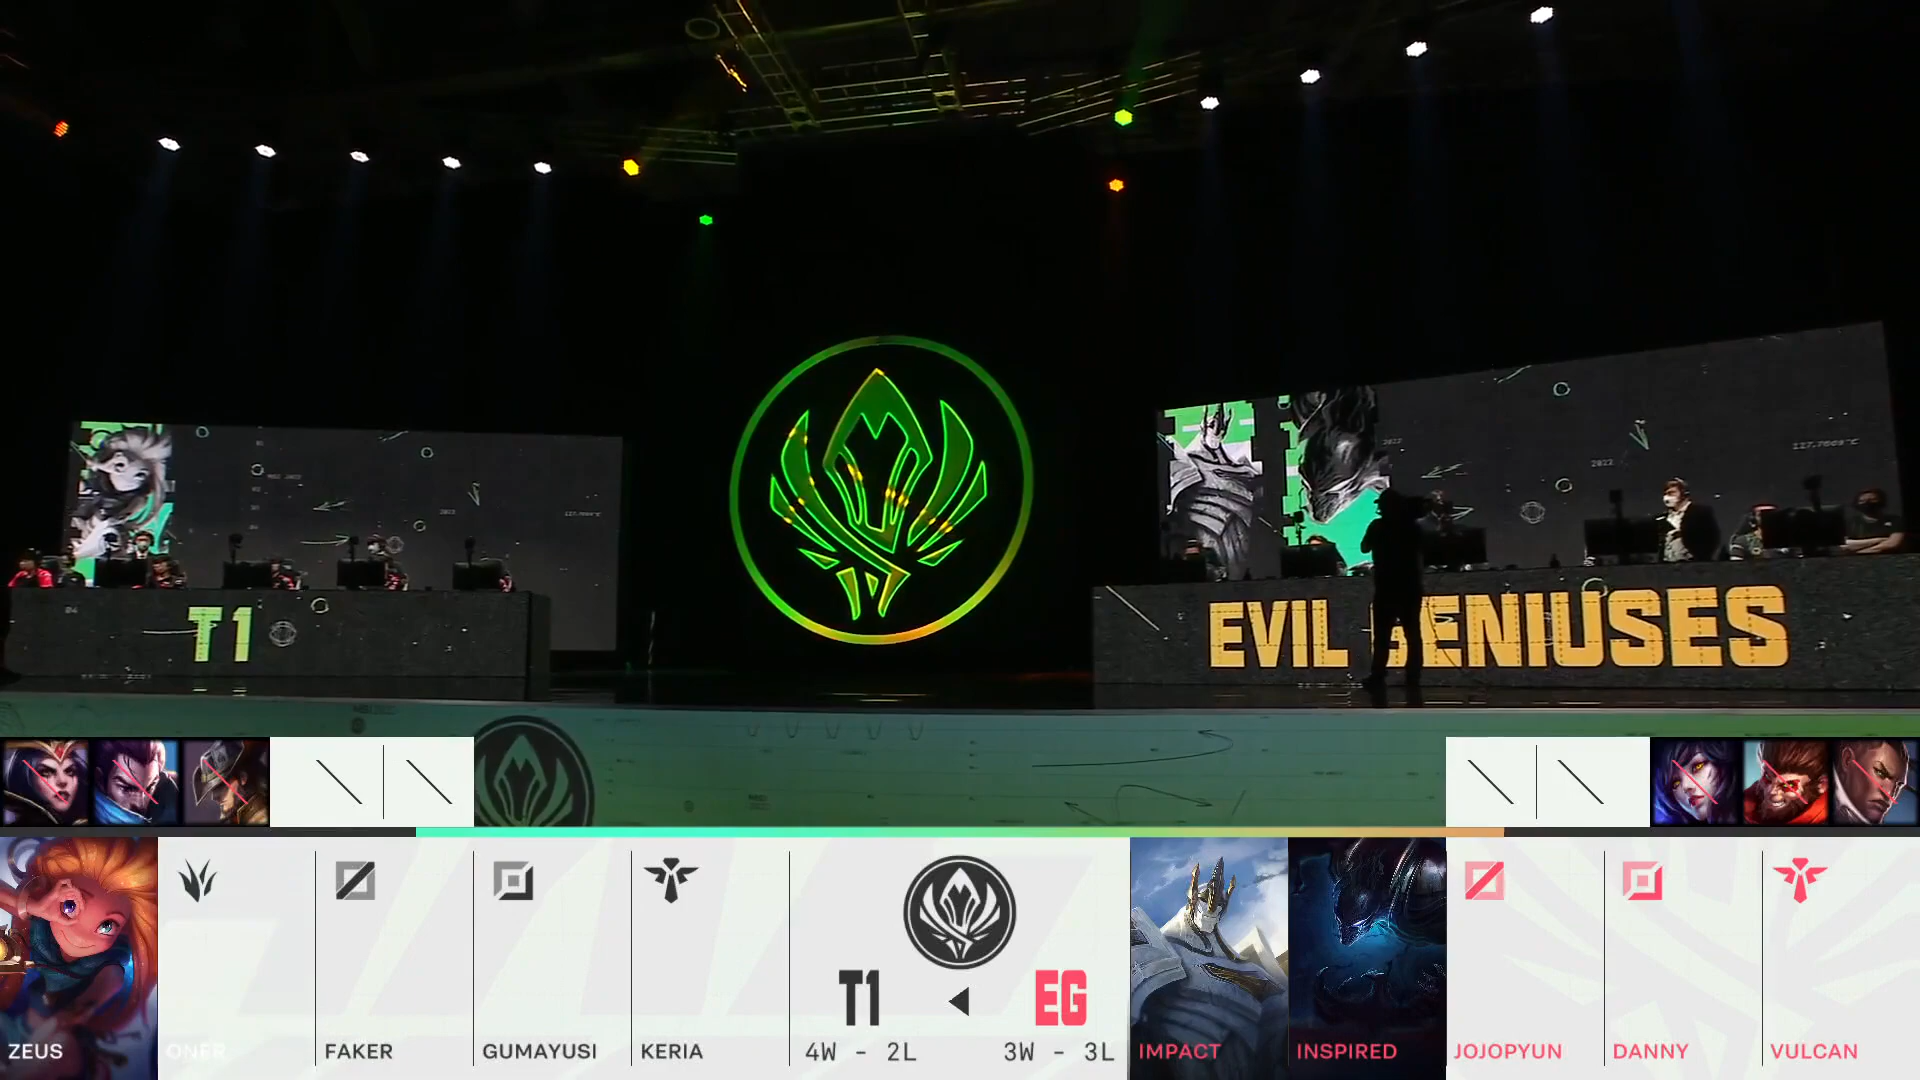 T1
EVIL GENIUSES
ZEUS
ONER
FAKER
GUMAYUSI
KERIA
T1
EG
4W - 2L
3W - 3L
IMPACT
INSPIRED
JOJOPYUN
DANNY
VULCAN